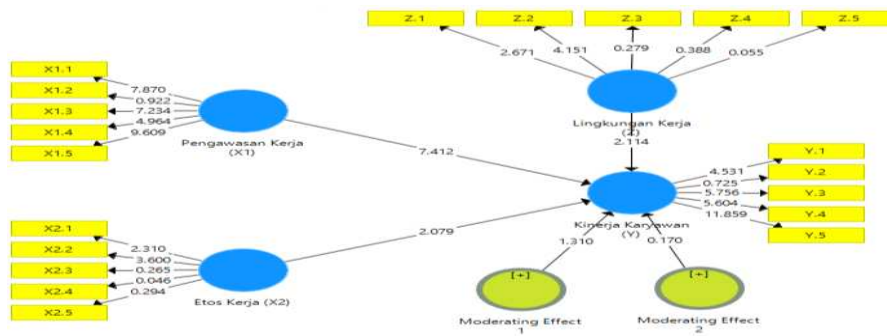 Z.1
Z.2
Z.3
Z.4
Z.5
2.671
4.151
0.279
0.388
0.055
Lingkungan Kerja
(Z)
2.114
X1.1
X1.2
X1.3
X1.4
X1.5
7.870
0.922
7.234
4.964
9.609
Pengawasan Kerja
(X1)
7.412
Y.1
Y.2
Y.3
Y.4
Y.5
4.531
0.725
5.756
5.604
11.859
Kinerja Karyawan
(Y)
X2.1
X2.2
X2.3
X2.4
X2.5
2.310
3.600
0.265
0.046
0.294
Etos Kerja (X2)
2.079
1.310
0.170
[+]
Moderating Effect
1
[+]
Moderating Effect
2